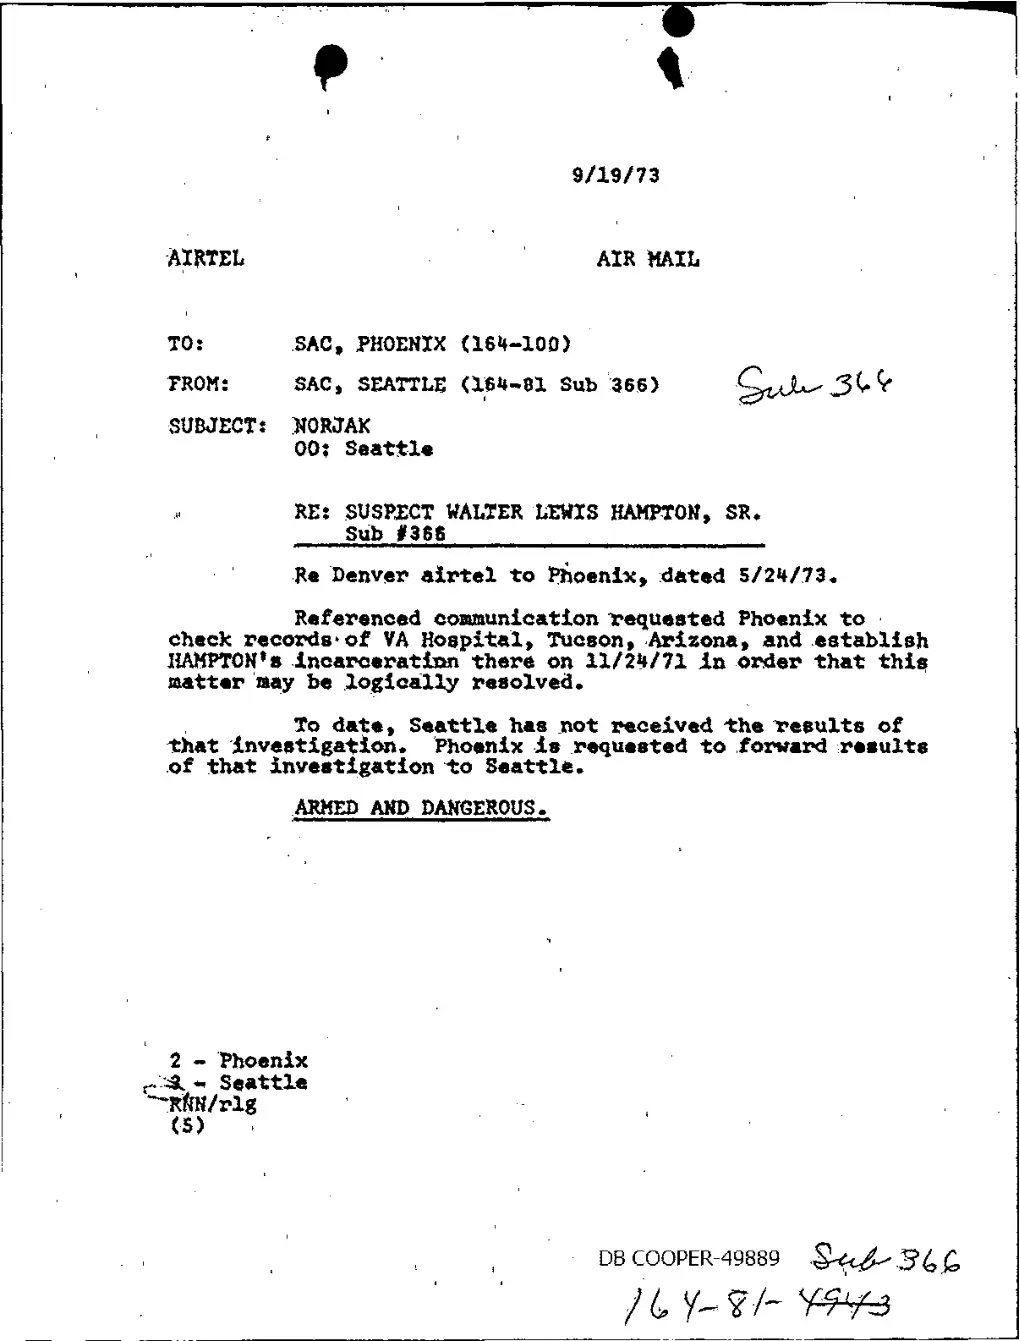 9/19/73
AIRTEL AIR MAIL
TO: SAC, PHOENIX (164-100)
FROM: SAC, SEATTLE (164-81 Sub 366) Sub 366
SUBJECT: NORJAK
OO: Seattle
RE: SUSPECT WALTER LEWIS HAMPTON, SR.
Sub #366
Re Denver airtel to Phoenix, dated 5/24/73.
Referenced communication requested Phoenix to
check records of VA Hospital, Tucson, Arizona, and establish
HAMPTON's incarceration there on 11/24/71 in order that this
matter may be logically resolved.
To date, Seattle has not received the results of
that investigation. Phoenix is requested to forward results
of that investigation to Seattle.
ARMED AND DANGEROUS.
2 - Phoenix
3 - Seattle
RNN/rlg
(5)
DB COOPER-49889 Sub 366
164-81-4943